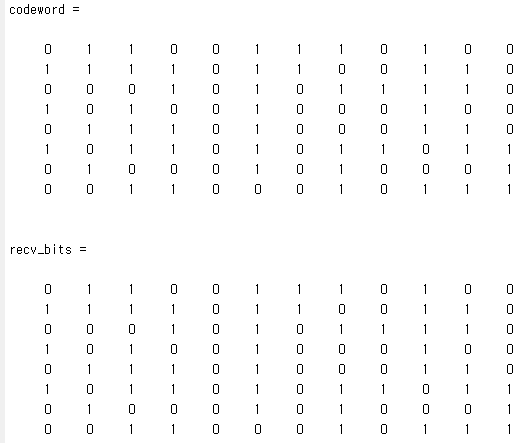 codeword =
0 1 1 0 0 1 1 1 0 1 0 0
1 1 1 1 0 1 1 0 0 1 1 0
0 0 0 1 0 1 0 1 1 1 1 0
1 0 1 0 0 1 0 0 0 1 0 0
0 1 1 1 0 1 0 0 0 1 1 0
1 0 1 1 0 1 0 1 1 0 1 1
0 1 0 0 0 1 0 1 0 0 0 1
0 0 1 1 0 0 0 1 0 1 1 1
recv_bits =
0 1 1 0 0 1 1 1 0 1 0 0
1 1 1 1 0 1 1 0 0 1 1 0
0 0 0 1 0 1 0 1 1 1 1 0
1 0 1 0 0 1 0 0 0 1 0 0
0 1 1 1 0 1 0 0 0 1 1 0
1 0 1 1 0 1 0 1 1 0 1 1
0 1 0 0 0 1 0 1 0 0 0 1
0 0 1 1 0 0 0 1 0 1 1 1